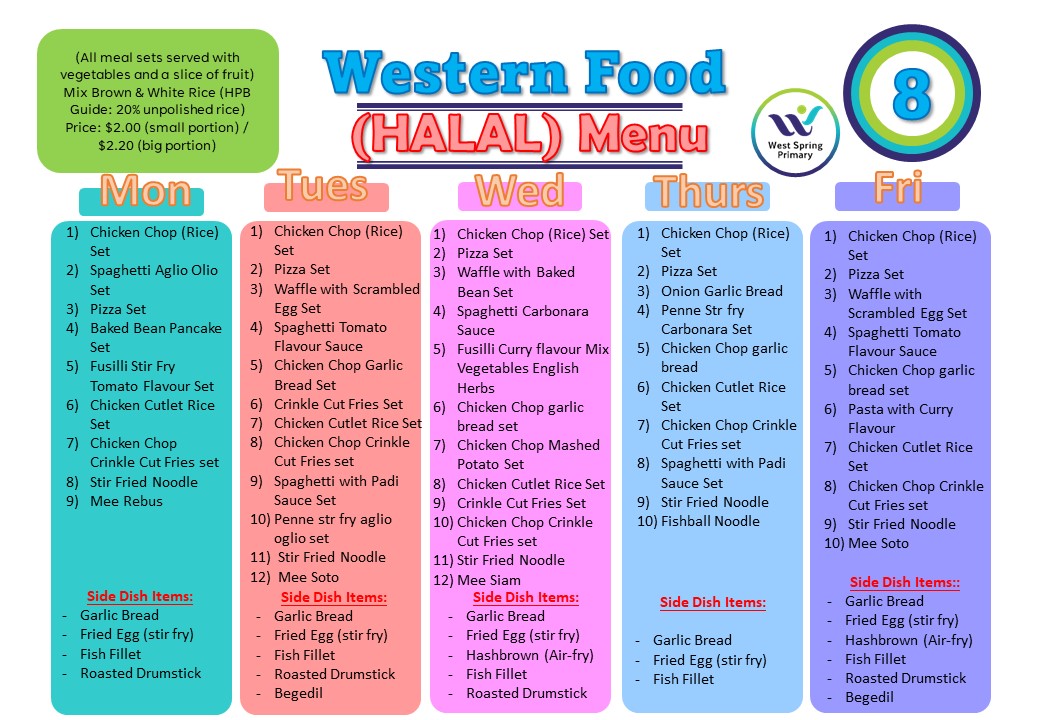 (All meal sets served with
vegetables and a slice of fruit)
Mix Brown & White Rice (HPB
Guide: 20% unpolished rice)
Price: $2.00 (small portion) /
$2.20 (big portion)
Western Food
(HALAL) Menu
West Spring
Primary
8
Mon
1) Chicken Chop (Rice)
Set
2) Spaghetti Aglio Olio
Set
3) Pizza Set
4) Baked Bean Pancake
Set
5) Fusilli Stir Fry
Tomato Flavour Set
6) Chicken Cutlet Rice
Set
7) Chicken Chop
Crinkle Cut Fries set
8) Stir Fried Noodle
9) Mee Rebus
Side Dish Items:
- Garlic Bread
- Fried Egg (stir fry)
- Fish Fillet
- Roasted Drumstick
Tues
1) Chicken Chop (Rice)
Set
2) Pizza Set
3) Waffle with Scrambled
Egg Set
4) Spaghetti Tomato
Flavour Sauce
5) Chicken Chop Garlic
Bread Set
6) Crinkle Cut Fries Set
7) Chicken Cutlet Rice Set
8) Chicken Chop Crinkle
Cut Fries set
9) Spaghetti with Padi
Sauce Set
10) Penne str fry aglio
oglio set
11) Stir Fried Noodle
12) Mee Soto
Side Dish Items:
- Garlic Bread
- Fried Egg (stir fry)
- Fish Fillet
- Roasted Drumstick
- Begedil
Wed
1) Chicken Chop (Rice) Set
2) Pizza Set
3) Waffle with Baked
Bean Set
4) Spaghetti Carbonara
Sauce
5) Fusilli Curry flavour Mix
Vegetables English
Herbs
6) Chicken Chop garlic
bread set
7) Chicken Chop Mashed
Potato Set
8) Chicken Cutlet Rice Set
9) Crinkle Cut Fries Set
10) Chicken Chop Crinkle
Cut Fries set
11) Stir Fried Noodle
12) Mee Siam
Side Dish Items:
- Garlic Bread
- Fried Egg (stir fry)
- Hashbrown (Air-fry)
- Fish Fillet
- Roasted Drumstick
Thurs
1) Chicken Chop (Rice)
Set
2) Pizza Set
3) Onion Garlic Bread
4) Penne Str fry
Carbonara Set
5) Chicken Chop garlic
bread
6) Chicken Cutlet Rice
Set
7) Chicken Chop Crinkle
Cut Fries set
8) Spaghetti with Padi
Sauce Set
9) Stir Fried Noodle
10) Fishball Noodle
Side Dish Items:
- Garlic Bread
- Fried Egg (stir fry)
- Fish Fillet
Fri
1) Chicken Chop (Rice)
Set
2) Pizza Set
3) Waffle with
Scrambled Egg Set
4) Spaghetti Tomato
Flavour Sauce
5) Chicken Chop garlic
bread set
6) Pasta with Curry
Flavour
7) Chicken Cutlet Rice
Set
8) Chicken Chop Crinkle
Cut Fries set
9) Stir Fried Noodle
10) Mee Soto
Side Dish Items::
- Garlic Bread
- Fried Egg (stir fry)
- Hashbrown (Air-fry)
- Fish Fillet
- Roasted Drumstick
- Begedil